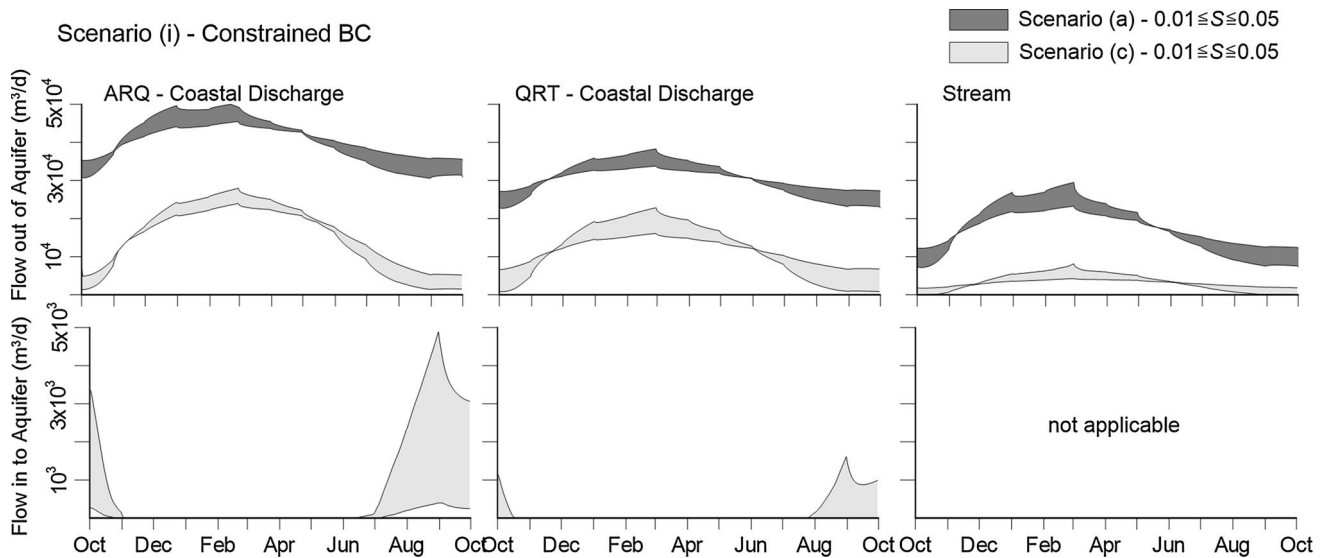 Scenario (i) - Constrained BC
Scenario (a) - 0.01≦S≦0.05
Scenario (c) - 0.01≦S≦0.05
ARQ - Coastal Discharge
QRT - Coastal Discharge
Stream
Flow out of Aquifer (m³/d)
5x10⁴
3x10⁴
10⁴
Flow in to Aquifer (m³/d)
5x10³
3x10³
10³
not applicable
Oct Dec Feb Apr Jun Aug Oct
Oct Dec Feb Apr Jun Aug Oct
Oct Dec Feb Apr Jun Aug Oct